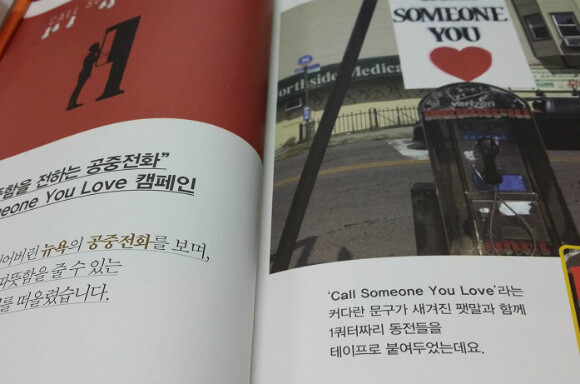 CALL
함을 전하는 공중전화”
eone You Love 캠페인
어버린 뉴욕의 공중전화를 보며,
따뜻함을 줄 수 있는
를 떠올렸습니다.
SOMEONE
YOU
orthside Medical
verizon
‘Call Someone You Love’라는
커다란 문구가 새겨진 팻말과 함께
1쿼터짜리 동전들을
테이프로 붙여두었는데요.